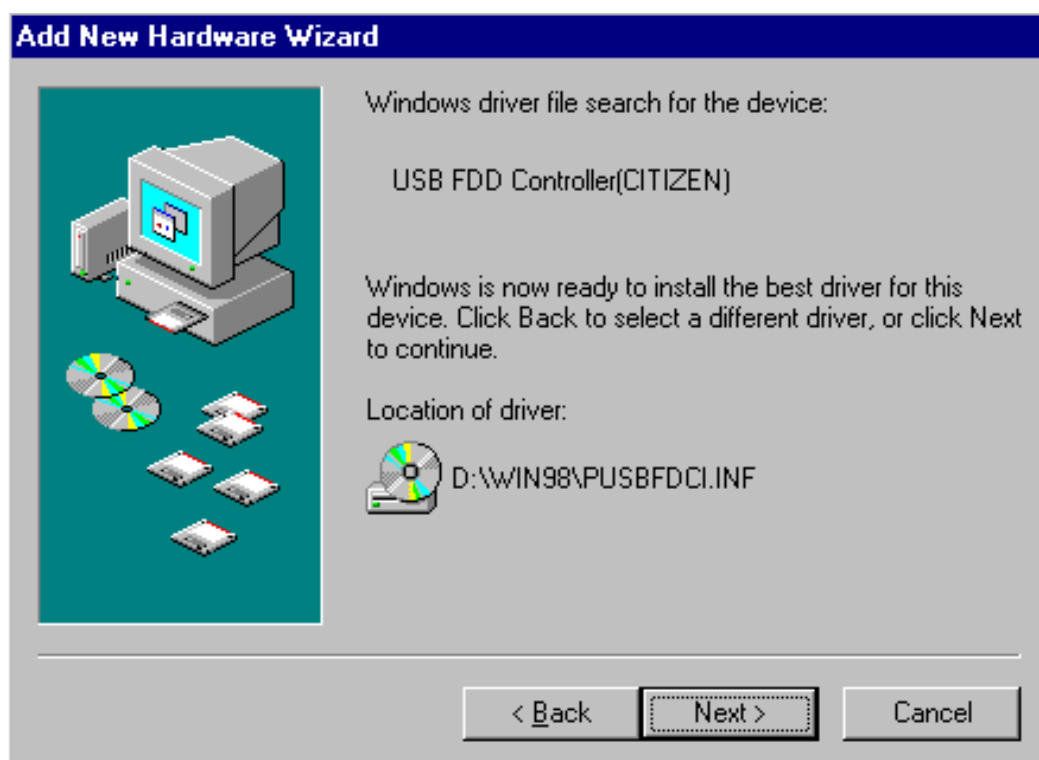 Add New Hardware Wizard
Windows driver file search for the device:
USB FDD Controller(CITIZEN)
Windows is now ready to install the best driver for this
device. Click Back to select a different driver, or click Next
to continue.
Location of driver:
D:\WIN98\PUSBFDCI.INF
< Back
Next >
Cancel